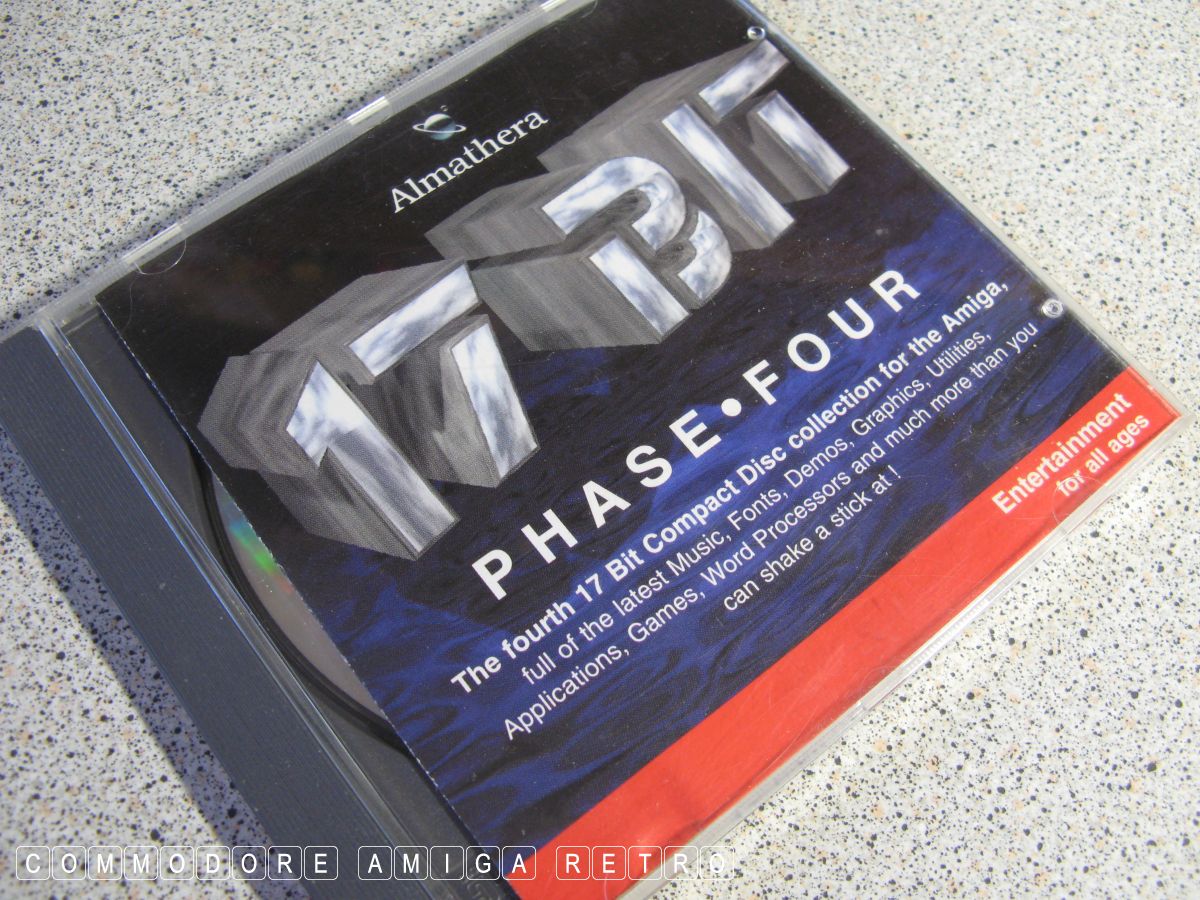 Almathera
17 BIT
PHASE•FOUR
The fourth 17 Bit Compact Disc collection for the Amiga,
full of the latest Music, Fonts, Demos, Graphics, Utilities,
Applications, Games, Word Processors and much more than you
can shake a stick at !
Entertainment
for all ages
COMMODORE AMIGA RETRO